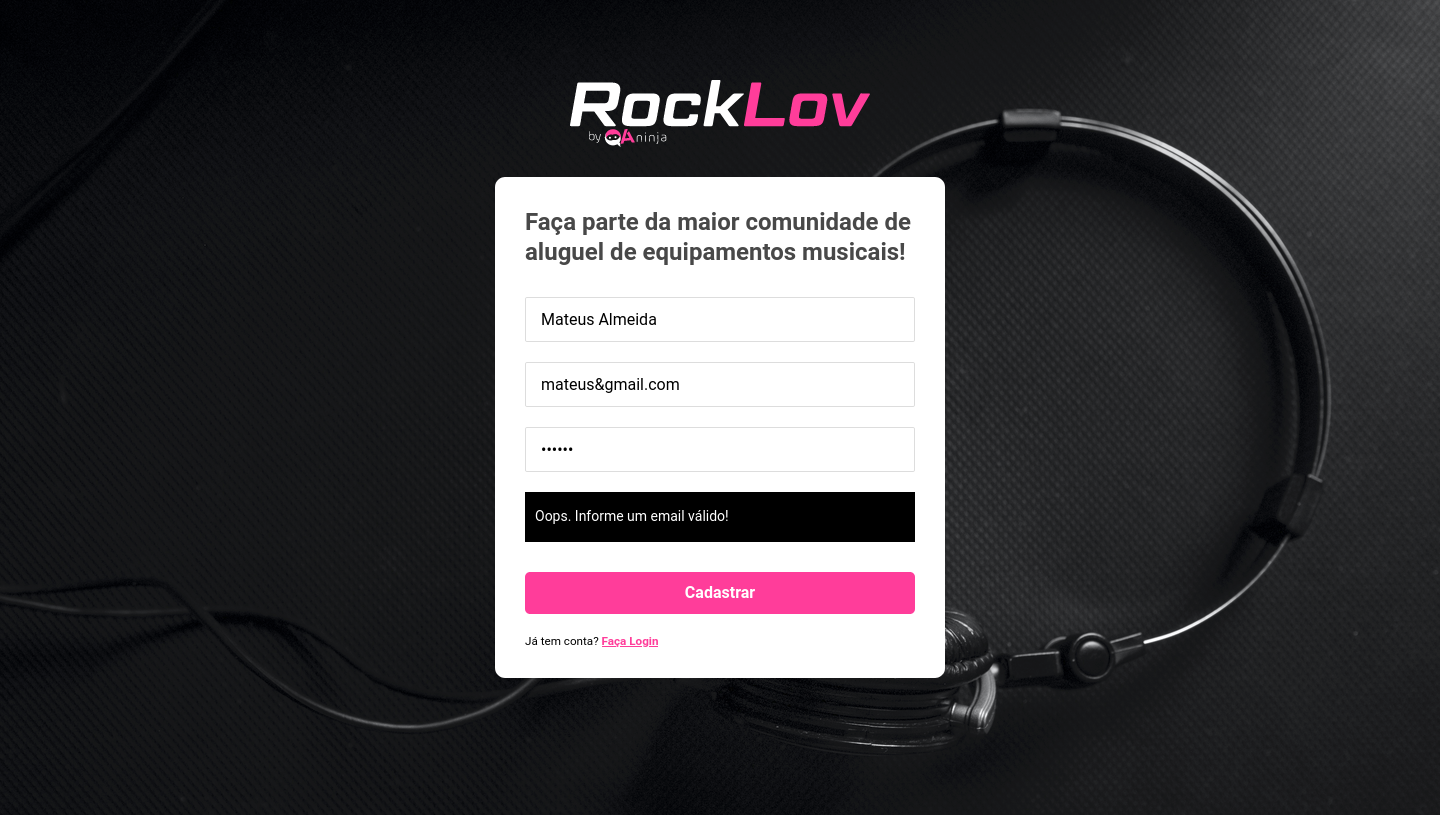 RockLov
by QAninja
Faça parte da maior comunidade de
aluguel de equipamentos musicais!
Mateus Almeida
mateus&gmail.com
••••••
Oops. Informe um email válido!
Cadastrar
Já tem conta? Faça Login